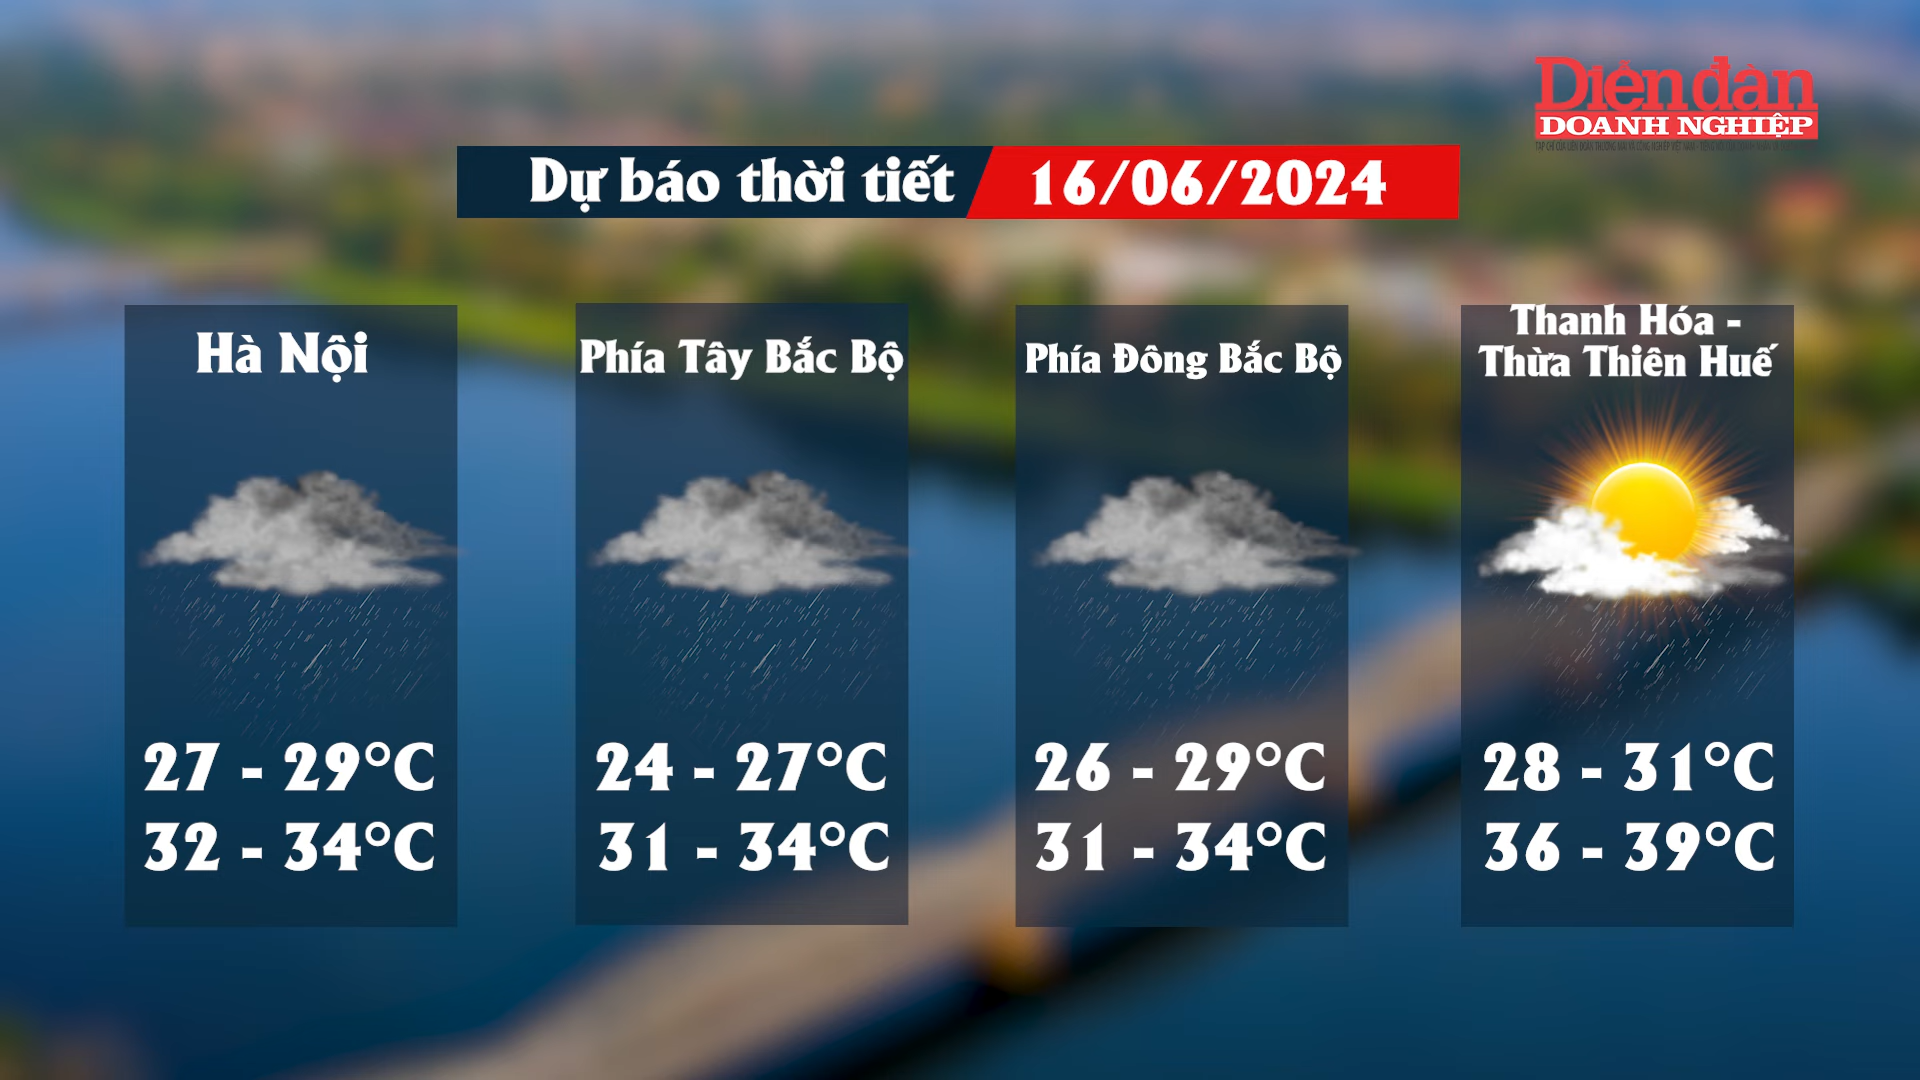 Diễn đàn
DOANH NGHIỆP
Dự báo thời tiết 16/06/2024
Hà Nội
27 - 29°C
32 - 34°C
Phía Tây Bắc Bộ
24 - 27°C
31 - 34°C
Phía Đông Bắc Bộ
26 - 29°C
31 - 34°C
Thanh Hóa -
Thừa Thiên Huế
28 - 31°C
36 - 39°C